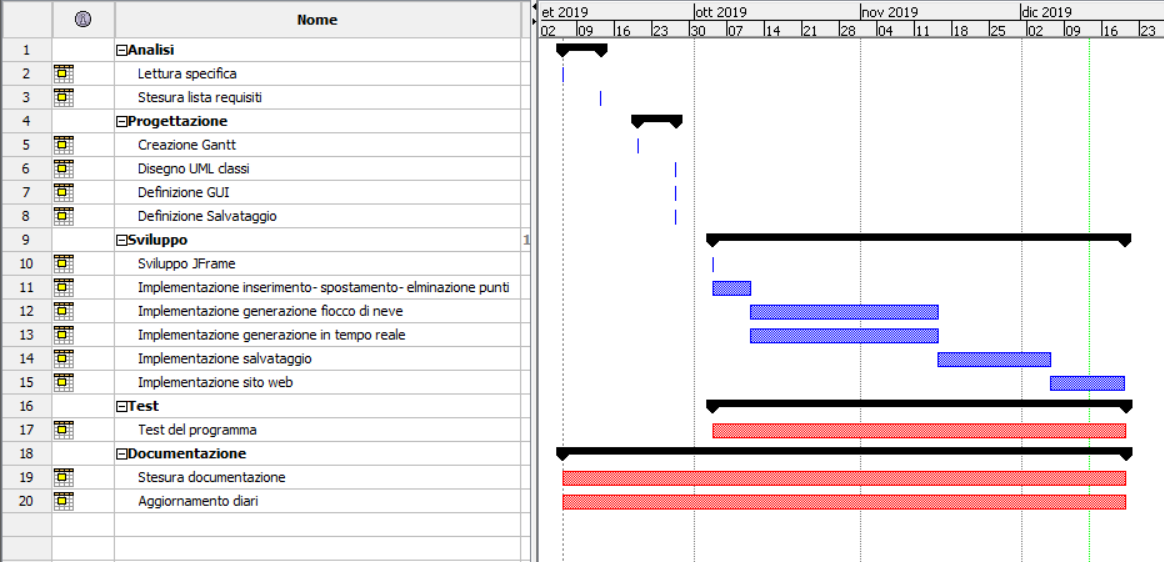 Nome
et 2019 ott 2019 nov 2019 dic 2019
02 09 16 23 30 07 14 21 28 04 11 18 25 02 09 16 23
1 Analisi
2 Lettura specifica
3 Stesura lista requisiti
4 Progettazione
5 Creazione Gantt
6 Disegno UML classi
7 Definizione GUI
8 Definizione Salvataggio
9 Sviluppo 1
10 Sviluppo JFrame
11 Implementazione inserimento- spostamento- elminazione punti
12 Implementazione generazione fiocco di neve
13 Implementazione generazione in tempo reale
14 Implementazione salvataggio
15 Implementazione sito web
16 Test
17 Test del programma
18 Documentazione
19 Stesura documentazione
20 Aggiornamento diari